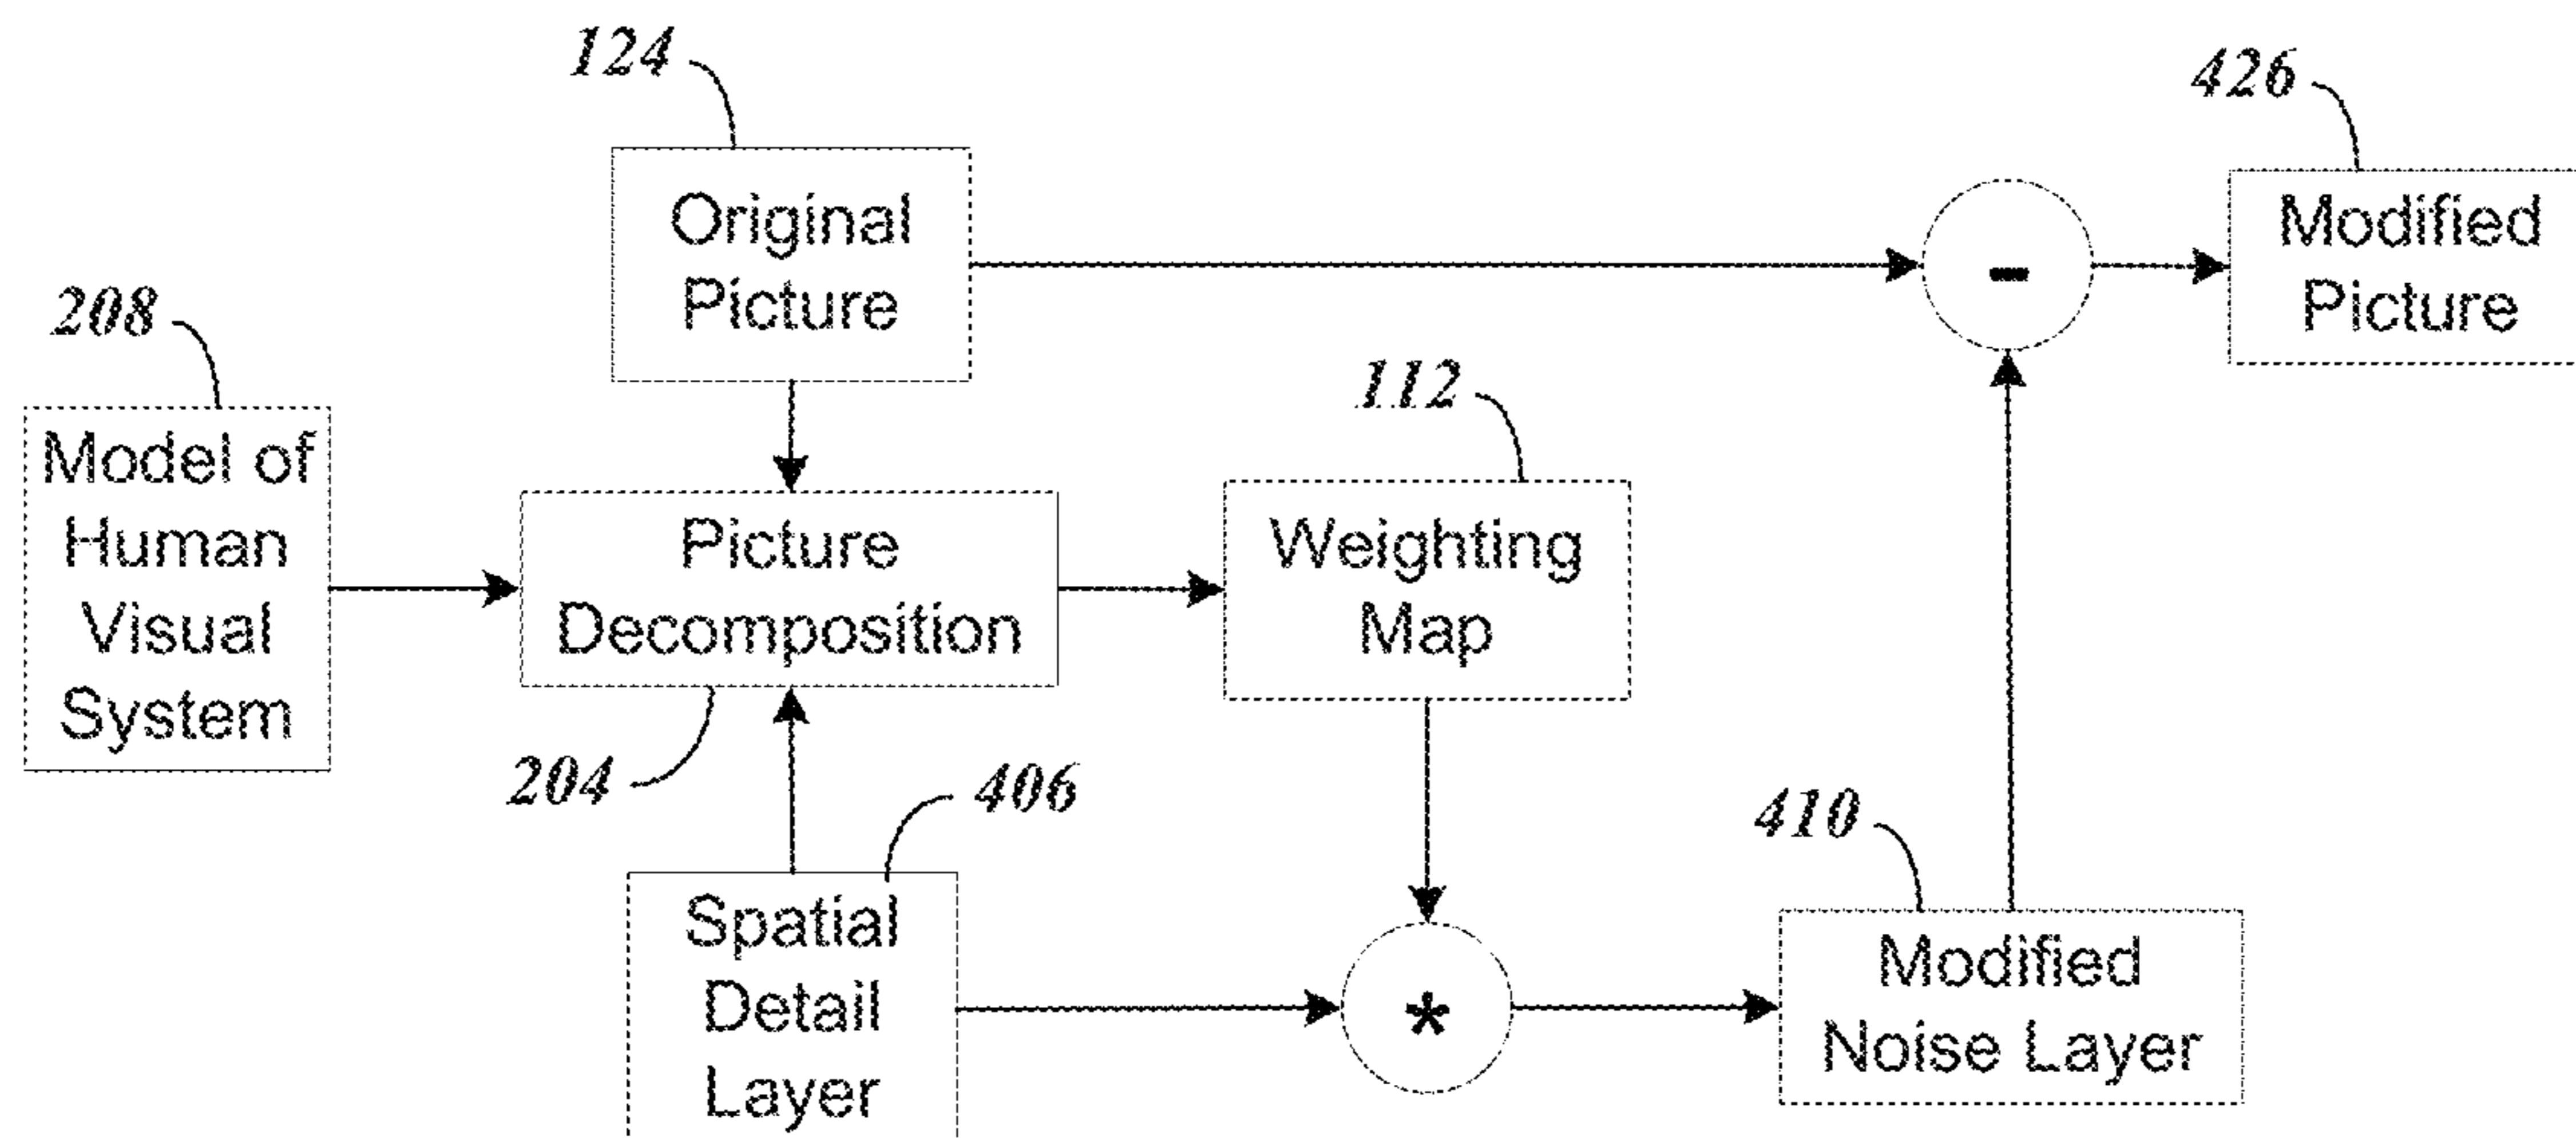 124
Original
Picture
-
426
Modified
Picture
208
Model of
Human
Visual
System
Picture
Decomposition
204
112
Weighting
Map
406
Spatial
Detail
Layer
*
410
Modified
Noise Layer